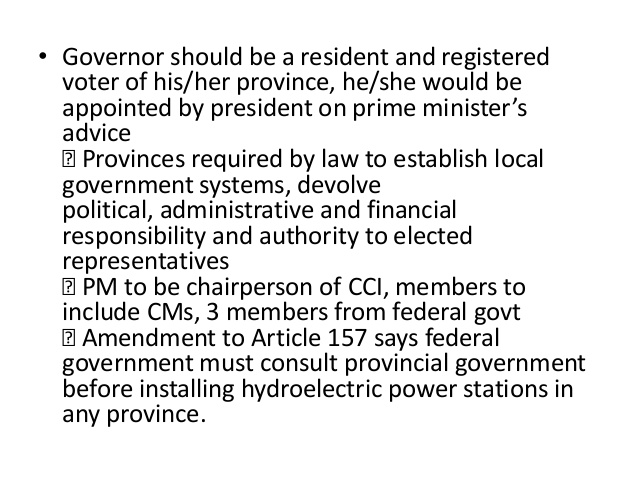 • Governor should be a resident and registered
voter of his/her province, he/she would be
appointed by president on prime minister’s
advice
 Provinces required by law to establish local
government systems, devolve
political, administrative and financial
responsibility and authority to elected
representatives
 PM to be chairperson of CCI, members to
include CMs, 3 members from federal govt
 Amendment to Article 157 says federal
government must consult provincial government
before installing hydroelectric power stations in
any province.